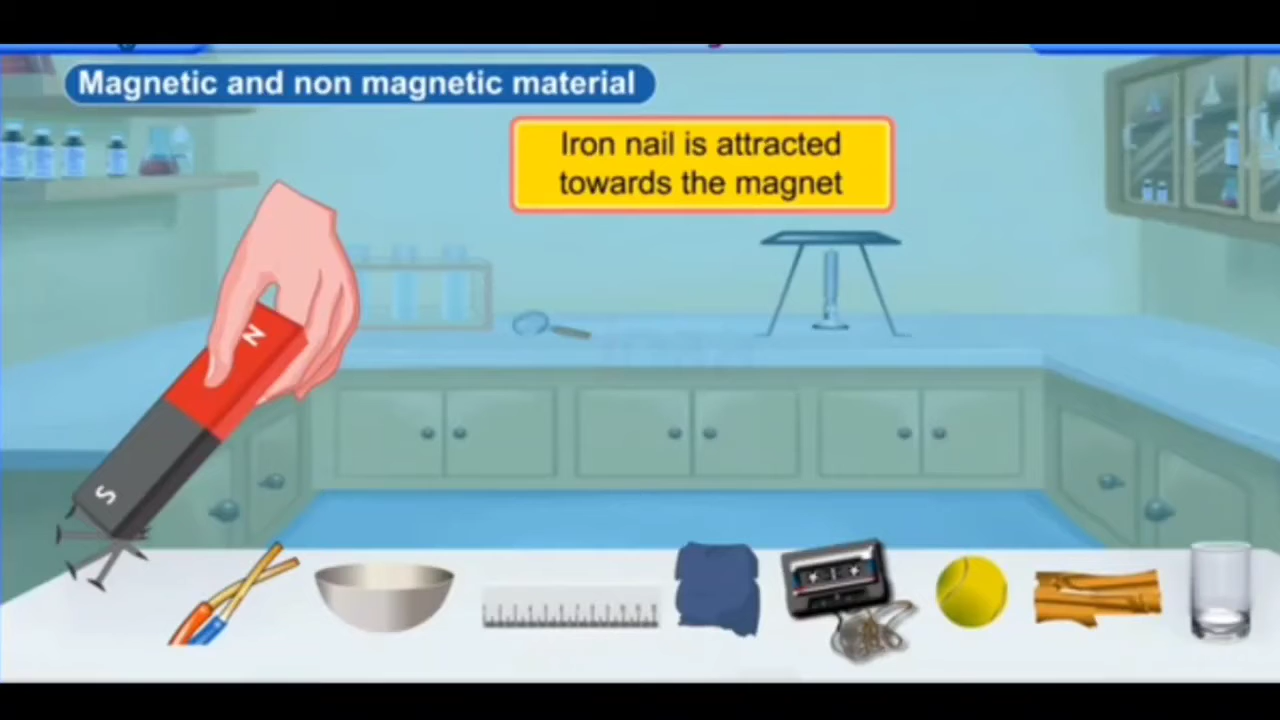 Magnetic and non magnetic material
Iron nail is attracted
towards the magnet
N
S